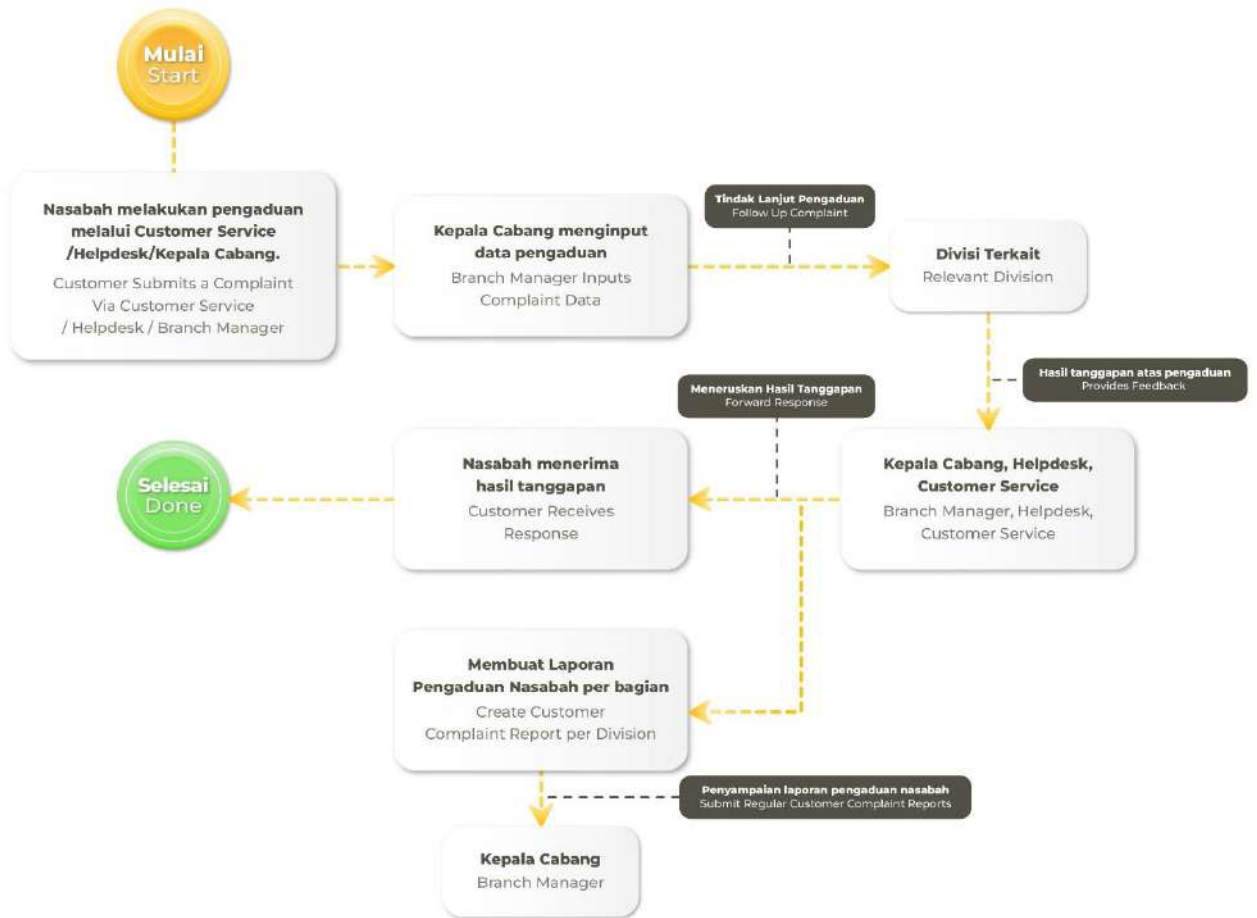 Mulai
Start
Nasabah melakukan pengaduan
melalui Customer Service
/Helpdesk/Kepala Cabang.
Customer Submits a Complaint
Via Customer Service
/ Helpdesk / Branch Manager
Kepala Cabang menginput
data pengaduan
Branch Manager Inputs
Complaint Data
Tindak Lanjut Pengaduan
Follow Up Complaint
Divisi Terkait
Relevant Division
Hasil tanggapan atas pengaduan
Provides Feedback
Kepala Cabang, Helpdesk,
Customer Service
Branch Manager, Helpdesk,
Customer Service
Meneruskan Hasil Tanggapan
Forward Response
Nasabah menerima
hasil tanggapan
Customer Receives
Response
Selesai
Done
Membuat Laporan
Pengaduan Nasabah per bagian
Create Customer
Complaint Report per Division
Penyampaian laporan pengaduan nasabah
Submit Regular Customer Complaint Reports
Kepala Cabang
Branch Manager